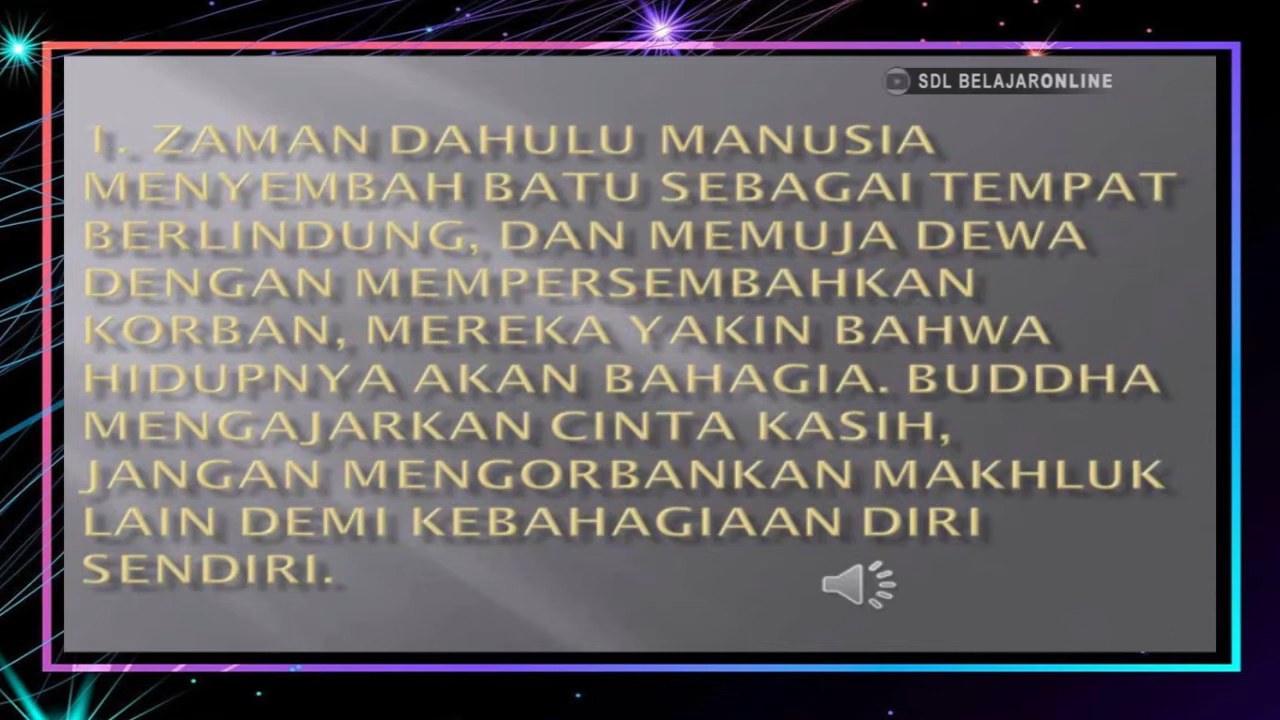 SDL BELAJARONLINE
1. ZAMAN DAHULU MANUSIA
MENYEMBAH BATU SEBAGAI TEMPAT
BERLINDUNG, DAN MEMUJA DEWA
DENGAN MEMPERSEMBAHKAN
KORBAN, MEREKA YAKIN BAHWA
HIDUPNYA AKAN BAHAGIA. BUDDHA
MENGAJARKAN CINTA KASIH,
JANGAN MENGORBANKAN MAKHLUK
LAIN DEMI KEBAHAGIAAN DIRI
SENDIRI.